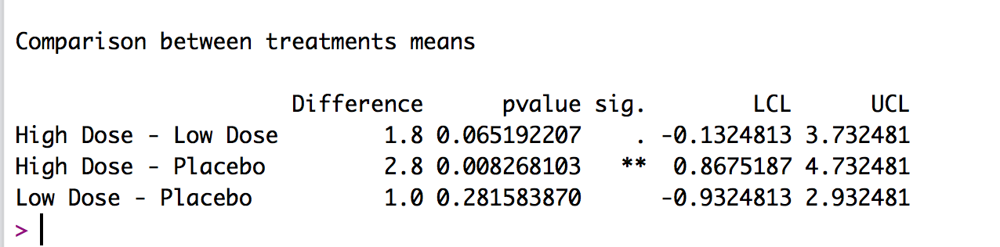 Comparison between treatments means
Difference pvalue sig. LCL UCL
High Dose - Low Dose 1.8 0.065192207 . -0.1324813 3.732481
High Dose - Placebo 2.8 0.008268103 ** 0.8675187 4.732481
Low Dose - Placebo 1.0 0.281583870 -0.9324813 2.932481
>